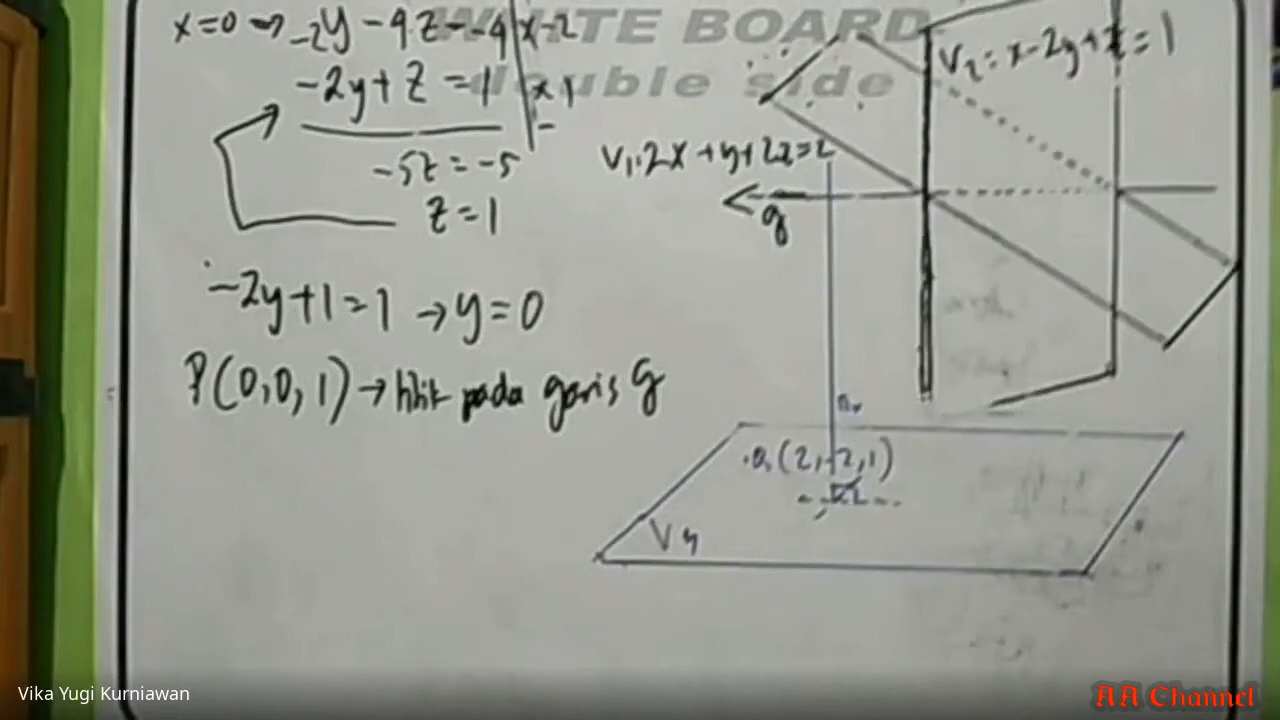 WHITE BOARD
double side
x=0 → -2y - 4z = -4 | x-2
-2y + z = 1 | x1
-5z = -5
z = 1
-2y + 1 = 1 → y = 0
P(0,0,1) → titik pada garis g
V₂: x - 2y + z = 1
V₁: 2x + y + 2z = 2
g
Q(2,-2,1)
V4
Vika Yugi Kurniawan
AA Channel